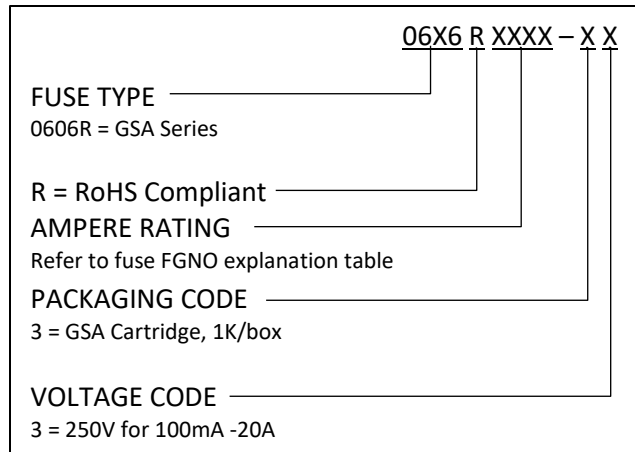 06X6 R XXXX – X X
FUSE TYPE
0606R = GSA Series
R = RoHS Compliant
AMPERE RATING
Refer to fuse FGNO explanation table
PACKAGING CODE
3 = GSA Cartridge, 1K/box
VOLTAGE CODE
3 = 250V for 100mA -20A